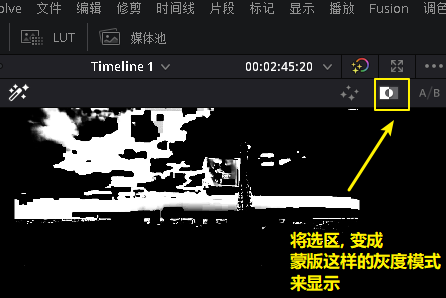 olve 文件 编辑 修剪 时间线 片段 标记 显示 播放 Fusion 调色
LUT 媒体池
Timeline 1 00:02:45:20
A/B
将选区, 变成
蒙版这样的灰度模式
来显示